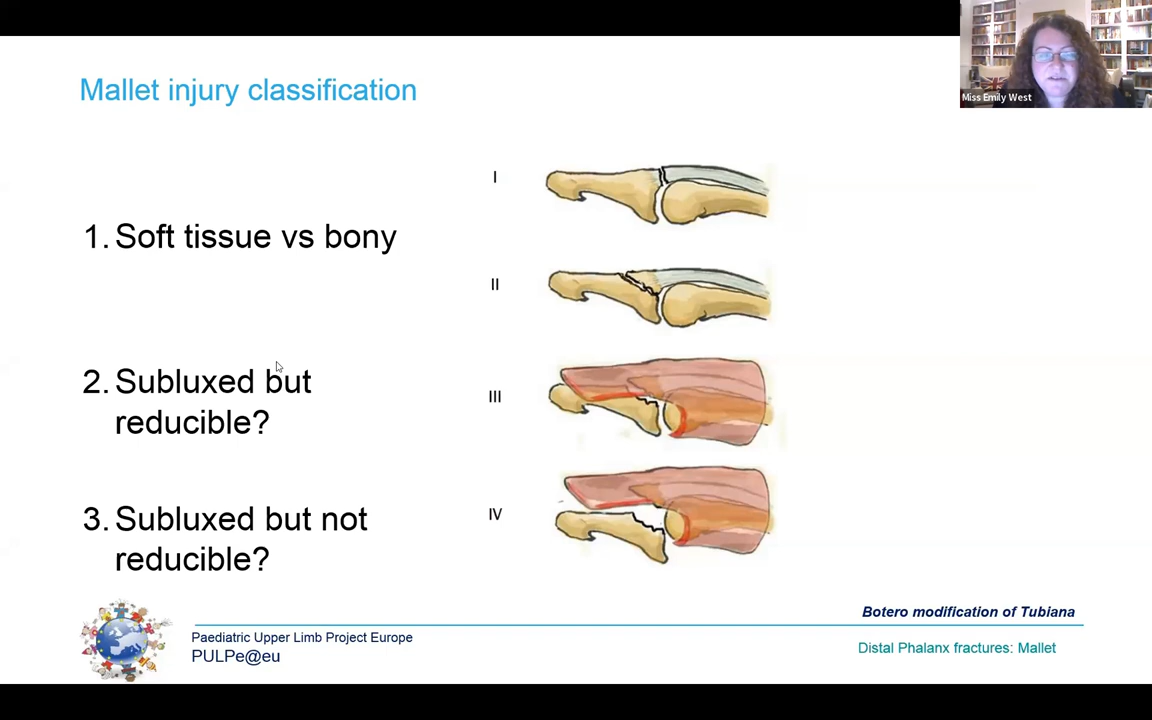 Miss Emily West
Mallet injury classification
1. Soft tissue vs bony
2. Subluxed but
reducible?
3. Subluxed but not
reducible?
I
II
III
IV
Botero modification of Tubiana
Paediatric Upper Limb Project Europe
PULPe@eu
Distal Phalanx fractures: Mallet